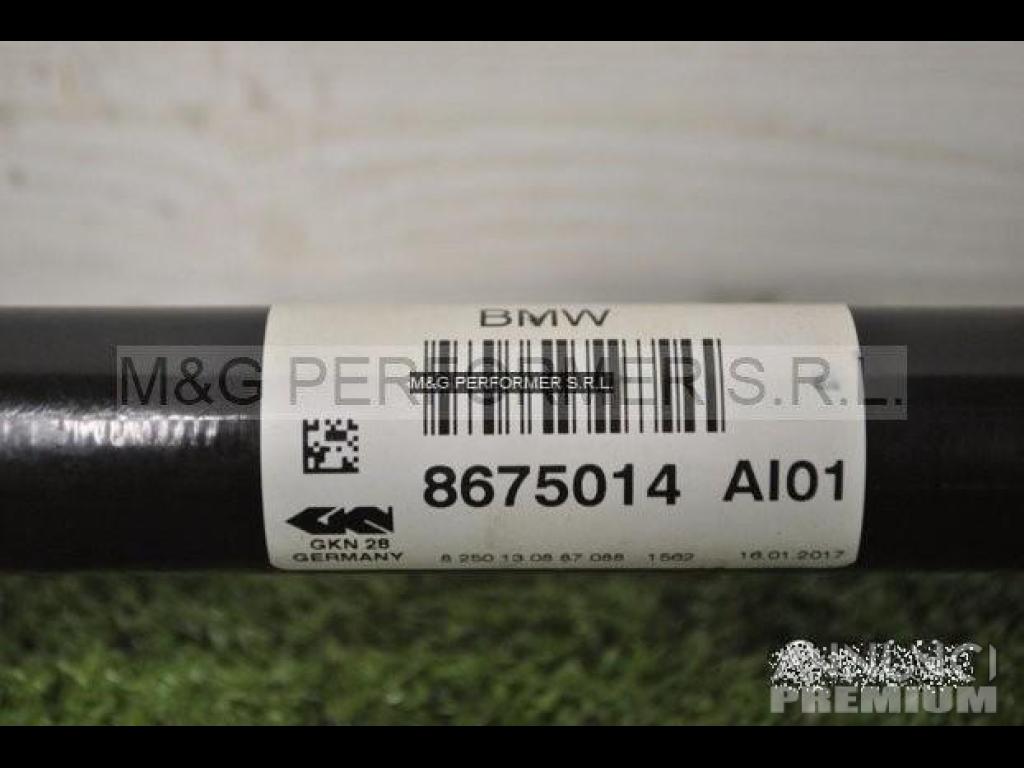 BMW
M&G PERFORMER S.R.L.
M&G PERFORMER S.R.L.
8675014 AI01
GKN 28
GERMANY
8 250 13 08 87 088 1562 16.01.2017
PREMIUM